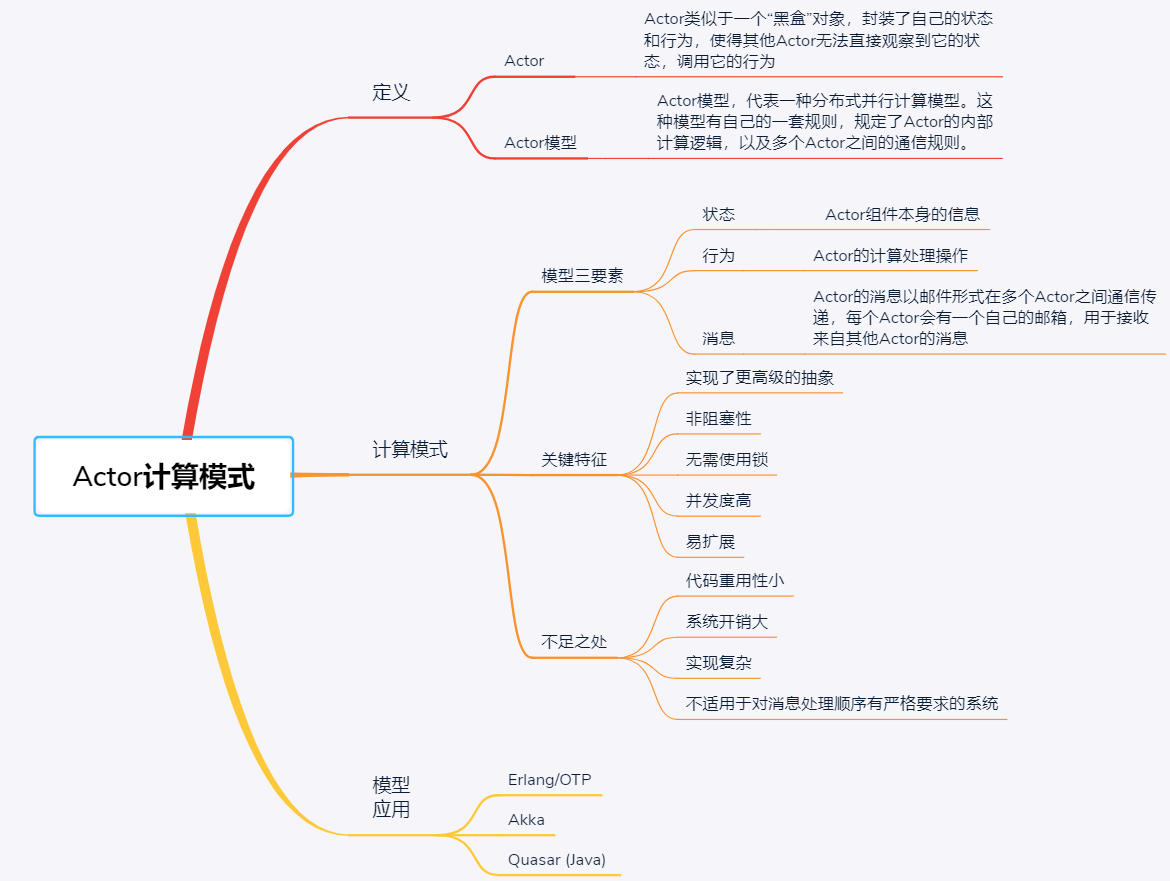 Actor计算模式
定义
Actor
Actor类似于一个“黑盒”对象，封装了自己的状态
和行为，使得其他Actor无法直接观察到它的状
态，调用它的行为
Actor模型
Actor模型，代表一种分布式并行计算模型。这
种模型有自己的一套规则，规定了Actor的内部
计算逻辑，以及多个Actor之间的通信规则。
计算模式
模型三要素
状态
Actor组件本身的信息
行为
Actor的计算处理操作
消息
Actor的消息以邮件形式在多个Actor之间通信传
递，每个Actor会有一个自己的邮箱，用于接收
来自其他Actor的消息
关键特征
实现了更高级的抽象
非阻塞性
无需使用锁
并发度高
易扩展
不足之处
代码重用性小
系统开销大
实现复杂
不适用于对消息处理顺序有严格要求的系统
模型
应用
Erlang/OTP
Akka
Quasar (Java)